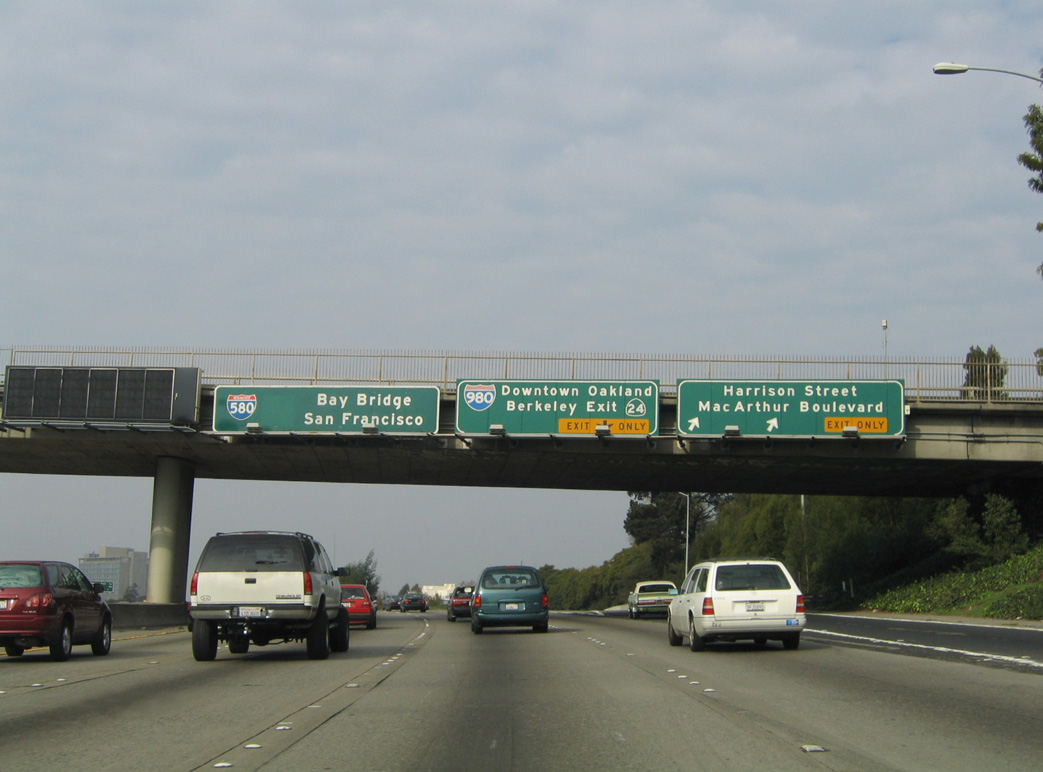 580
Bay Bridge
San Francisco
980
Downtown Oakland
Berkeley Exit 24
EXIT ONLY
Harrison Street
MacArthur Boulevard
EXIT ONLY